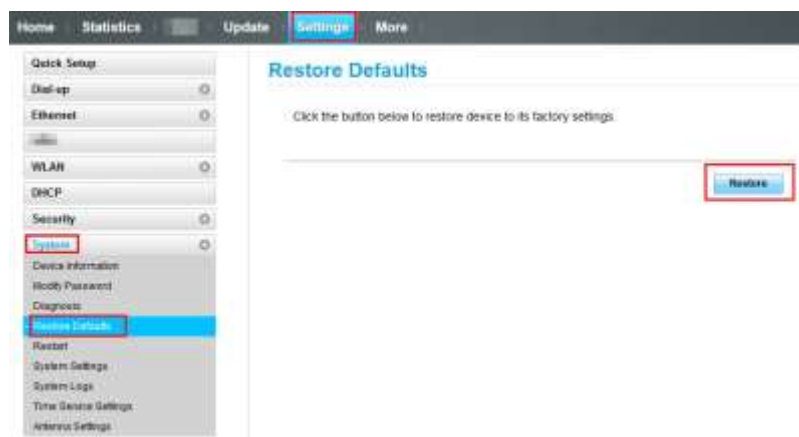 Home Statistics Update Settings More
Quick Setup
Dial-up
Ethernet
WLAN
DHCP
Security
System
Device Information
Modify Password
Diagnosis
Restore Defaults
Restart
System Settings
System Logs
Time Service Settings
Antenna Settings
Restore Defaults
Click the button below to restore device to its factory settings.
Restore